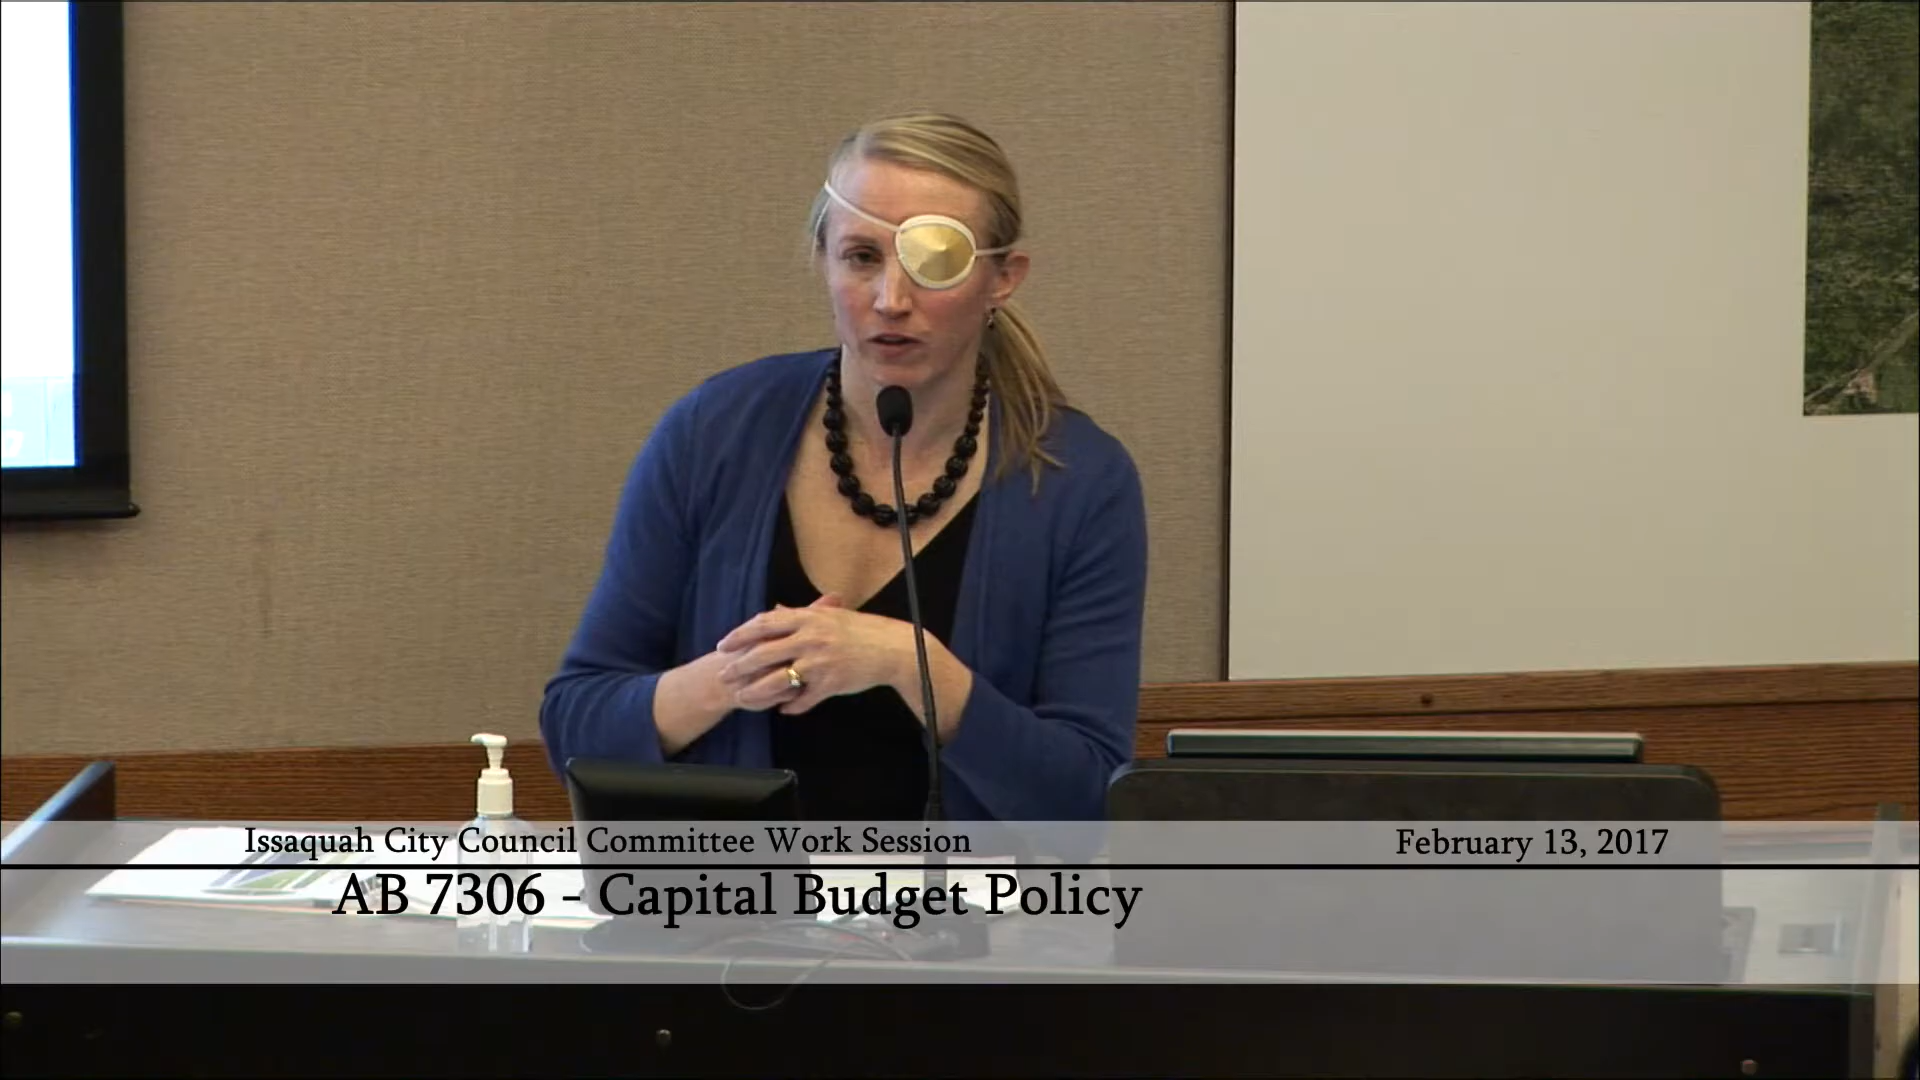 Issaquah City Council Committee Work Session
February 13, 2017
AB 7306 - Capital Budget Policy